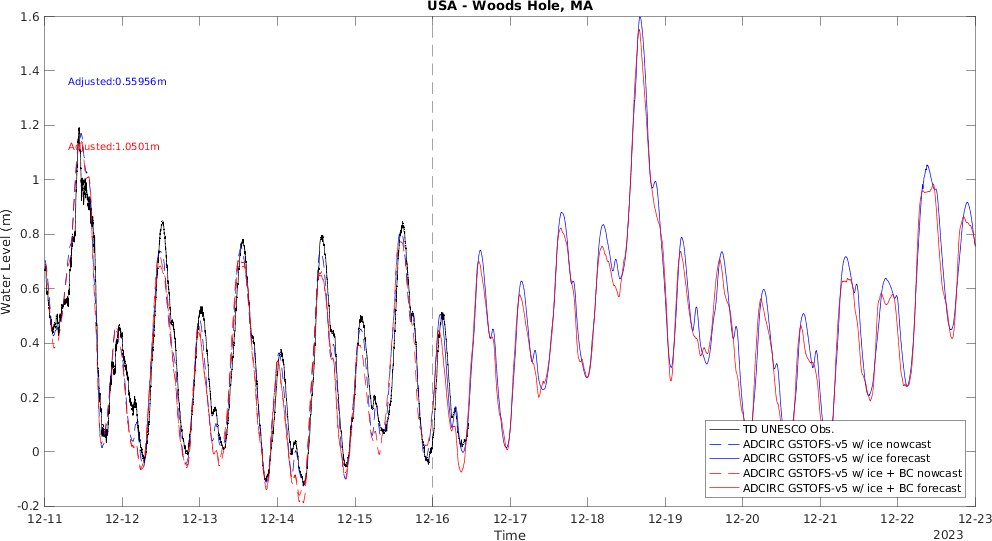 USA - Woods Hole, MA
1.6
1.4
1.2
1
0.8
0.6
0.4
0.2
0
-0.2
Water Level (m)
Adjusted:0.55956m
Adjusted:1.0501m
TD UNESCO Obs.
ADCIRC GSTOFS-v5 w/ ice nowcast
ADCIRC GSTOFS-v5 w/ ice forecast
ADCIRC GSTOFS-v5 w/ ice + BC nowcast
ADCIRC GSTOFS-v5 w/ ice + BC forecast
12-11 12-12 12-13 12-14 12-15 12-16 12-17 12-18 12-19 12-20 12-21 12-22 12-23
Time
2023